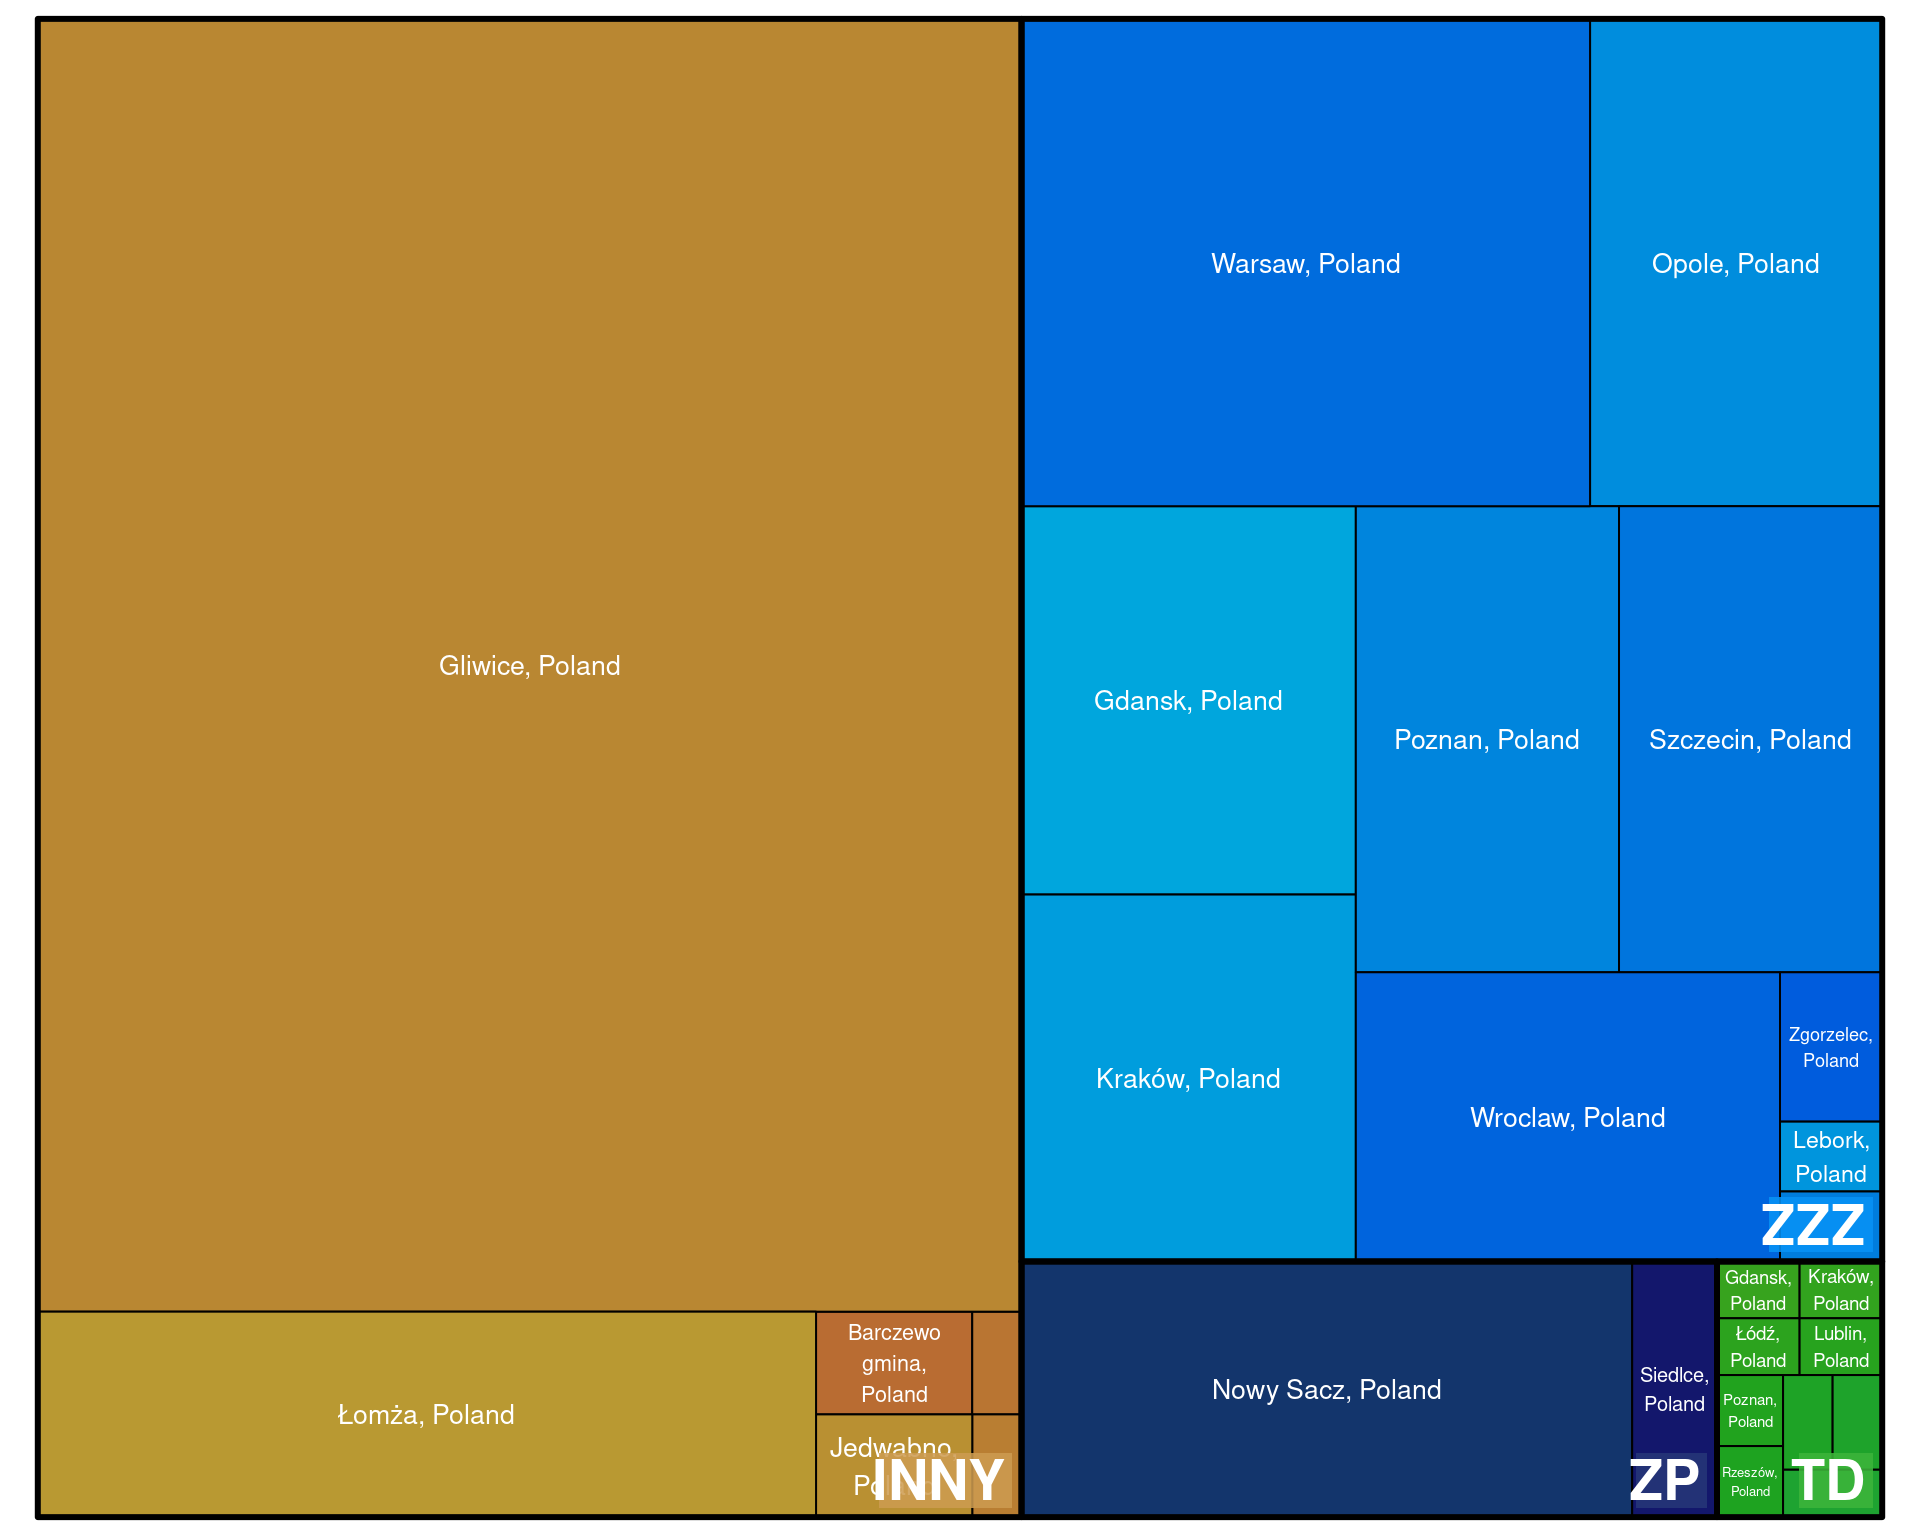 Gliwice, Poland
Łomża, Poland
Barczewo
gmina,
Poland
Jedwabno,
INNY
Warsaw, Poland
Opole, Poland
Gdansk, Poland
Poznan, Poland
Szczecin, Poland
Kraków, Poland
Wroclaw, Poland
Zgorzelec,
Poland
Lebork,
Poland
ZZZ
Nowy Sacz, Poland
Siedlce,
Poland
ZP
Gdansk,
Poland
Kraków,
Poland
Łódź,
Poland
Lublin,
Poland
Poznan,
Poland
Rzeszów,
Poland
TD